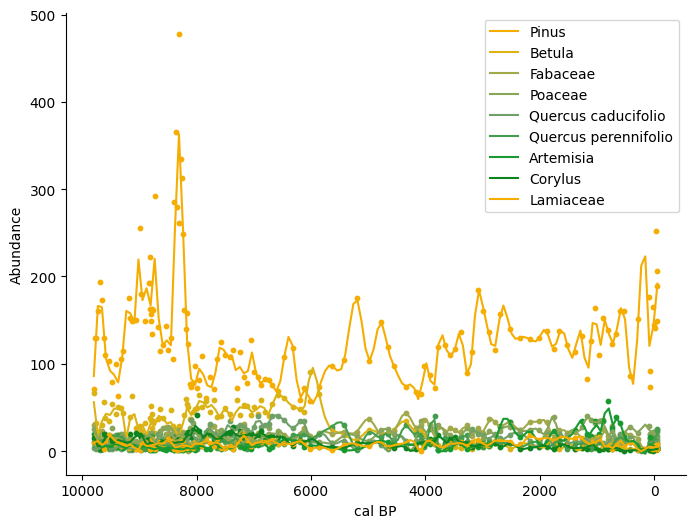 500
400
300
200
100
0
Abundance
10000
8000
6000
4000
2000
0
cal BP
Pinus
Betula
Fabaceae
Poaceae
Quercus caducifolio
Quercus perennifolio
Artemisia
Corylus
Lamiaceae